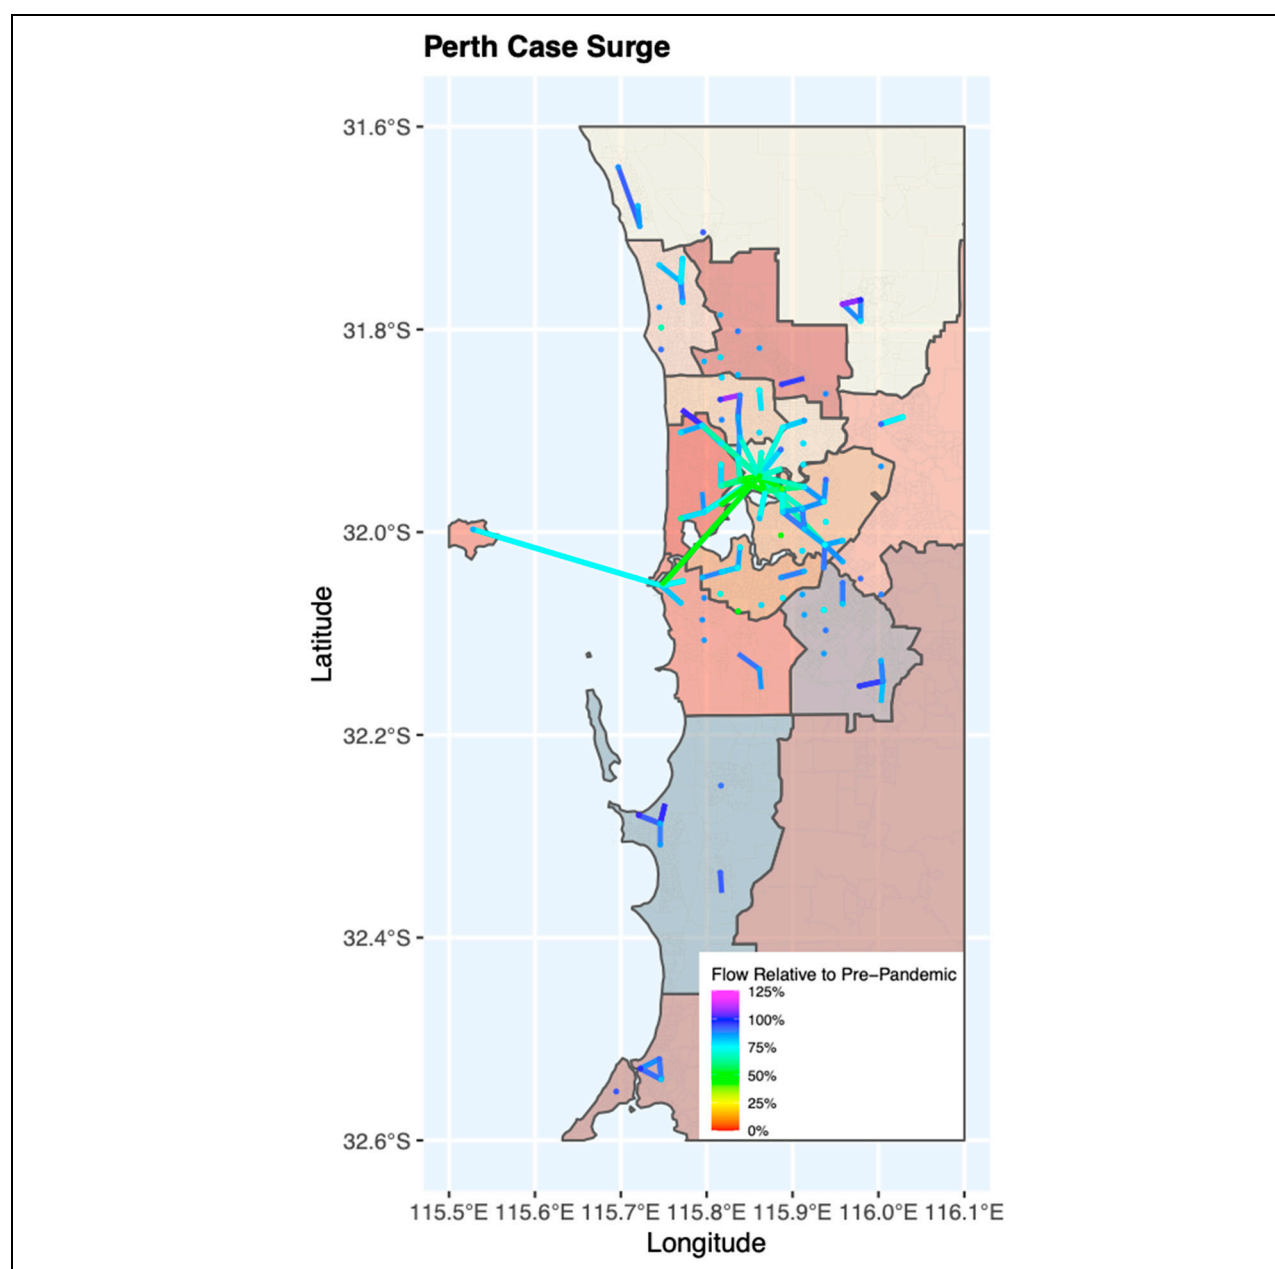 Perth Case Surge
31.6°S
31.8°S
32.0°S
32.2°S
32.4°S
32.6°S
Latitude
Flow Relative to Pre−Pandemic
125%
100%
75%
50%
25%
0%
115.5°E 115.6°E 115.7°E 115.8°E 115.9°E 116.0°E 116.1°E
Longitude